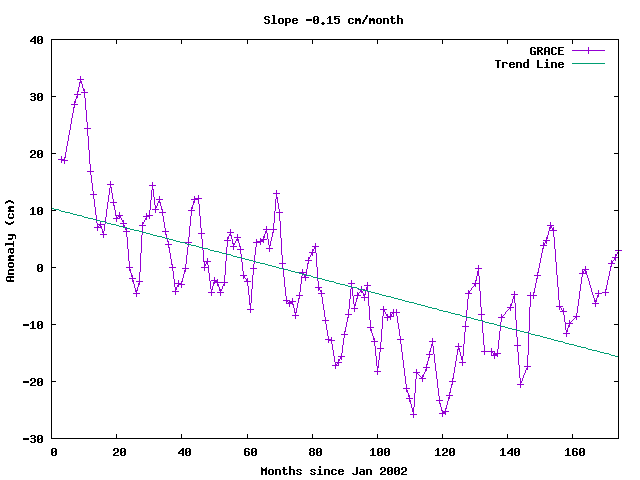 Slope -0.15 cm/month
GRACE
Trend Line
40
30
20
10
0
-10
-20
-30
Anomaly (cm)
0 20 40 60 80 100 120 140 160
Months since Jan 2002